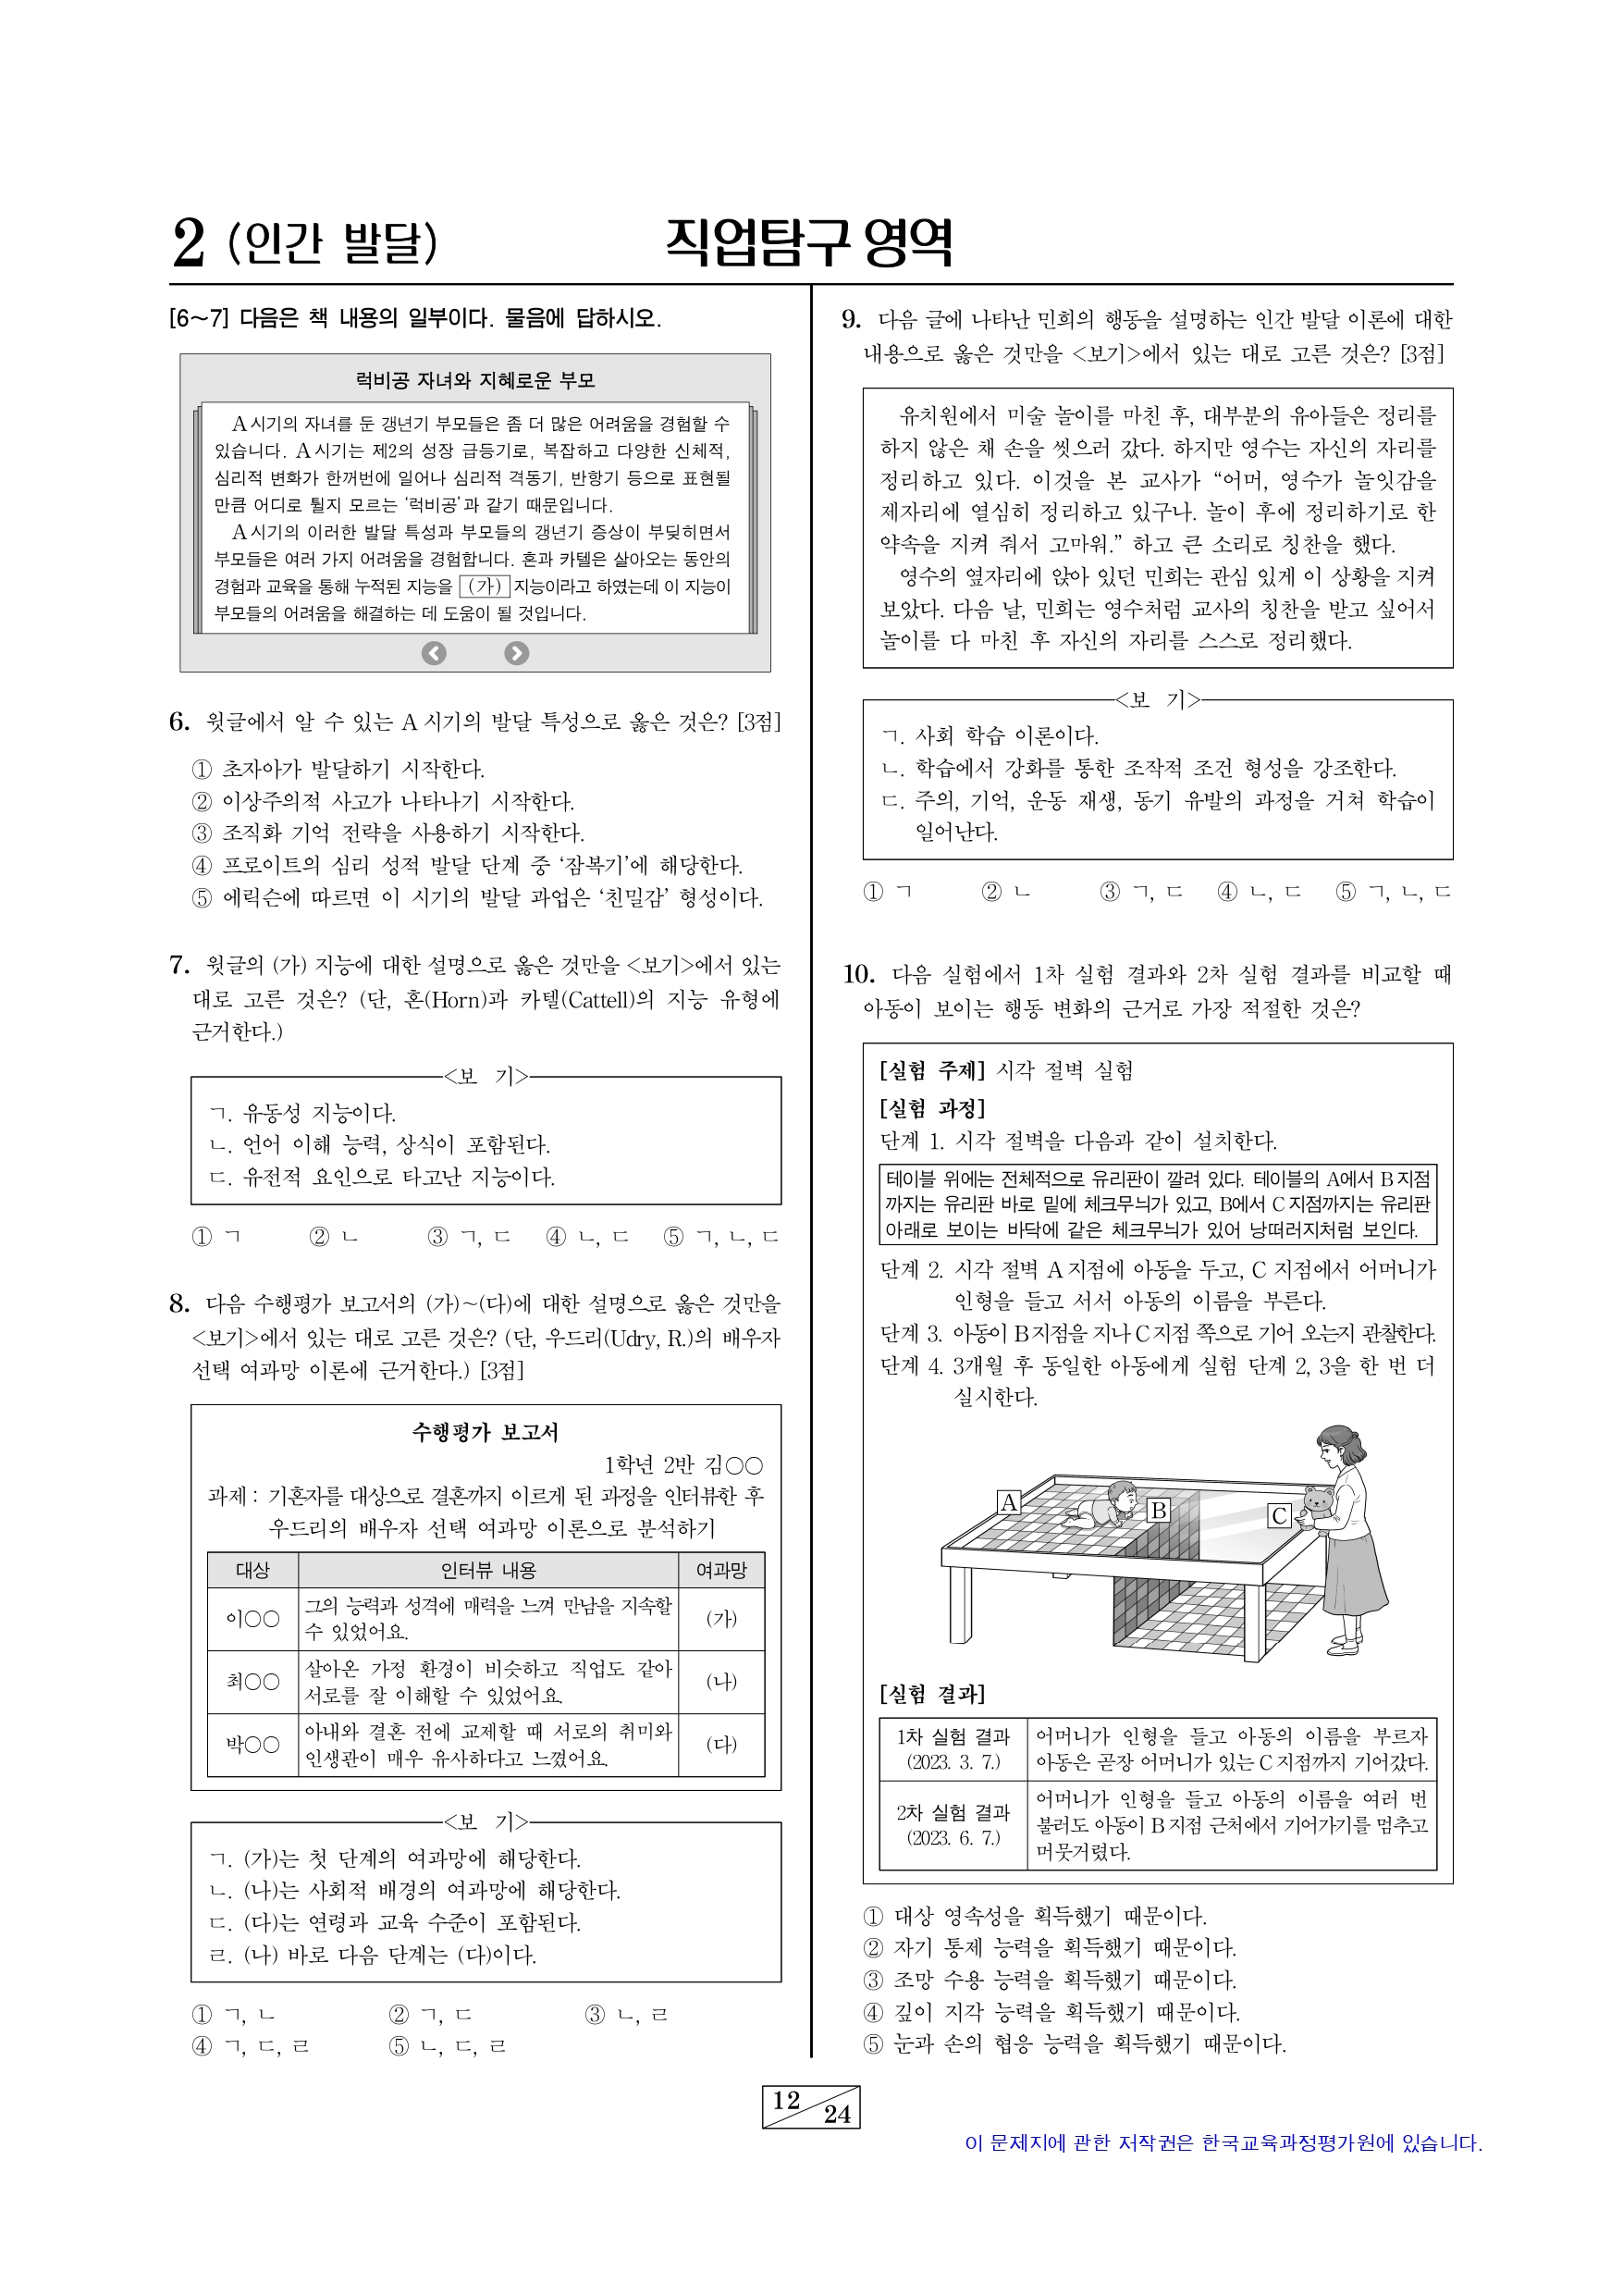 2 (인간 발달)
직업탐구 영역
[6~7] 다음은 책 내용의 일부이다. 물음에 답하시오.
럭비공 자녀와 지혜로운 부모
A 시기의 자녀를 둔 갱년기 부모들은 좀 더 많은 어려움을 경험할 수
있습니다. A 시기는 제2의 성장 급등기로, 복잡하고 다양한 신체적,
심리적 변화가 한꺼번에 일어나 심리적 격동기, 반항기 등으로 표현될
만큼 어디로 튈지 모르는 ‘럭비공’과 같기 때문입니다.
A 시기의 이러한 발달 특성과 부모들의 갱년기 증상이 부딪히면서
부모들은 여러 가지 어려움을 경험합니다. 혼과 카텔은 살아오는 동안의
경험과 교육을 통해 누적된 지능을 (가) 지능이라고 하였는데 이 지능이
부모들의 어려움을 해결하는 데 도움이 될 것입니다.
6. 윗글에서 알 수 있는 A 시기의 발달 특성으로 옳은 것은? [3점]
① 초자아가 발달하기 시작한다.
② 이상주의적 사고가 나타나기 시작한다.
③ 조직화 기억 전략을 사용하기 시작한다.
④ 프로이트의 심리 성적 발달 단계 중 ‘잠복기’에 해당한다.
⑤ 에릭슨에 따르면 이 시기의 발달 과업은 ‘친밀감’ 형성이다.
7. 윗글의 (가) 지능에 대한 설명으로 옳은 것만을 <보기>에서 있는
대로 고른 것은? (단, 혼(Horn)과 카텔(Cattell)의 지능 유형에
근거한다.)
<보 기>
ㄱ. 유동성 지능이다.
ㄴ. 언어 이해 능력, 상식이 포함된다.
ㄷ. 유전적 요인으로 타고난 지능이다.
① ㄱ ② ㄴ ③ ㄱ, ㄷ ④ ㄴ, ㄷ ⑤ ㄱ, ㄴ, ㄷ
8. 다음 수행평가 보고서의 (가)~(다)에 대한 설명으로 옳은 것만을
<보기>에서 있는 대로 고른 것은? (단, 우드리(Udry, R.)의 배우자
선택 여과망 이론에 근거한다.) [3점]
수행평가 보고서
1학년 2반 김○○
과제 : 기혼자를 대상으로 결혼까지 이르게 된 과정을 인터뷰한 후
우드리의 배우자 선택 여과망 이론으로 분석하기
대상 인터뷰 내용 여과망
이○○ 그의 능력과 성격에 매력을 느껴 만남을 지속할 (가)
수 있었어요.
최○○ 살아온 가정 환경이 비슷하고 직업도 같아 (나)
서로를 잘 이해할 수 있었어요.
박○○ 아내와 결혼 전에 교제할 때 서로의 취미와 (다)
인생관이 매우 유사하다고 느꼈어요.
<보 기>
ㄱ. (가)는 첫 단계의 여과망에 해당한다.
ㄴ. (나)는 사회적 배경의 여과망에 해당한다.
ㄷ. (다)는 연령과 교육 수준이 포함된다.
ㄹ. (나) 바로 다음 단계는 (다)이다.
① ㄱ, ㄴ ② ㄱ, ㄷ ③ ㄴ, ㄹ
④ ㄱ, ㄷ, ㄹ ⑤ ㄴ, ㄷ, ㄹ
9. 다음 글에 나타난 민희의 행동을 설명하는 인간 발달 이론에 대한
내용으로 옳은 것만을 <보기>에서 있는 대로 고른 것은? [3점]
유치원에서 미술 놀이를 마친 후, 대부분의 유아들은 정리를
하지 않은 채 손을 씻으러 갔다. 하지만 영수는 자신의 자리를
정리하고 있다. 이것을 본 교사가 “어머, 영수가 놀잇감을
제자리에 열심히 정리하고 있구나. 놀이 후에 정리하기로 한
약속을 지켜 줘서 고마워.” 하고 큰 소리로 칭찬을 했다.
영수의 옆자리에 앉아 있던 민희는 관심 있게 이 상황을 지켜
보았다. 다음 날, 민희는 영수처럼 교사의 칭찬을 받고 싶어서
놀이를 다 마친 후 자신의 자리를 스스로 정리했다.
<보 기>
ㄱ. 사회 학습 이론이다.
ㄴ. 학습에서 강화를 통한 조작적 조건 형성을 강조한다.
ㄷ. 주의, 기억, 운동 재생, 동기 유발의 과정을 거쳐 학습이
일어난다.
① ㄱ ② ㄴ ③ ㄱ, ㄷ ④ ㄴ, ㄷ ⑤ ㄱ, ㄴ, ㄷ
10. 다음 실험에서 1차 실험 결과와 2차 실험 결과를 비교할 때
아동이 보이는 행동 변화의 근거로 가장 적절한 것은?
[실험 주제] 시각 절벽 실험
[실험 과정]
단계 1. 시각 절벽을 다음과 같이 설치한다.
테이블 위에는 전체적으로 유리판이 깔려 있다. 테이블의 A에서 B 지점
까지는 유리판 바로 밑에 체크무늬가 있고, B에서 C 지점까지는 유리판
아래로 보이는 바닥에 같은 체크무늬가 있어 낭떠러지처럼 보인다.
단계 2. 시각 절벽 A 지점에 아동을 두고, C 지점에서 어머니가
인형을 들고 서서 아동의 이름을 부른다.
단계 3. 아동이 B 지점을 지나 C 지점 쪽으로 기어 오는지 관찰한다.
단계 4. 3개월 후 동일한 아동에게 실험 단계 2, 3을 한 번 더
실시한다.
A B C
[실험 결과]
1차 실험 결과 어머니가 인형을 들고 아동의 이름을 부르자
(2023. 3. 7.) 아동은 곧장 어머니가 있는 C 지점까지 기어갔다.
어머니가 인형을 들고 아동의 이름을 여러 번
2차 실험 결과 불러도 아동이 B 지점 근처에서 기어가기를 멈추고
(2023. 6. 7.) 머뭇거렸다.
① 대상 영속성을 획득했기 때문이다.
② 자기 통제 능력을 획득했기 때문이다.
③ 조망 수용 능력을 획득했기 때문이다.
④ 깊이 지각 능력을 획득했기 때문이다.
⑤ 눈과 손의 협응 능력을 획득했기 때문이다.
12 24
이 문제지에 관한 저작권은 한국교육과정평가원에 있습니다.